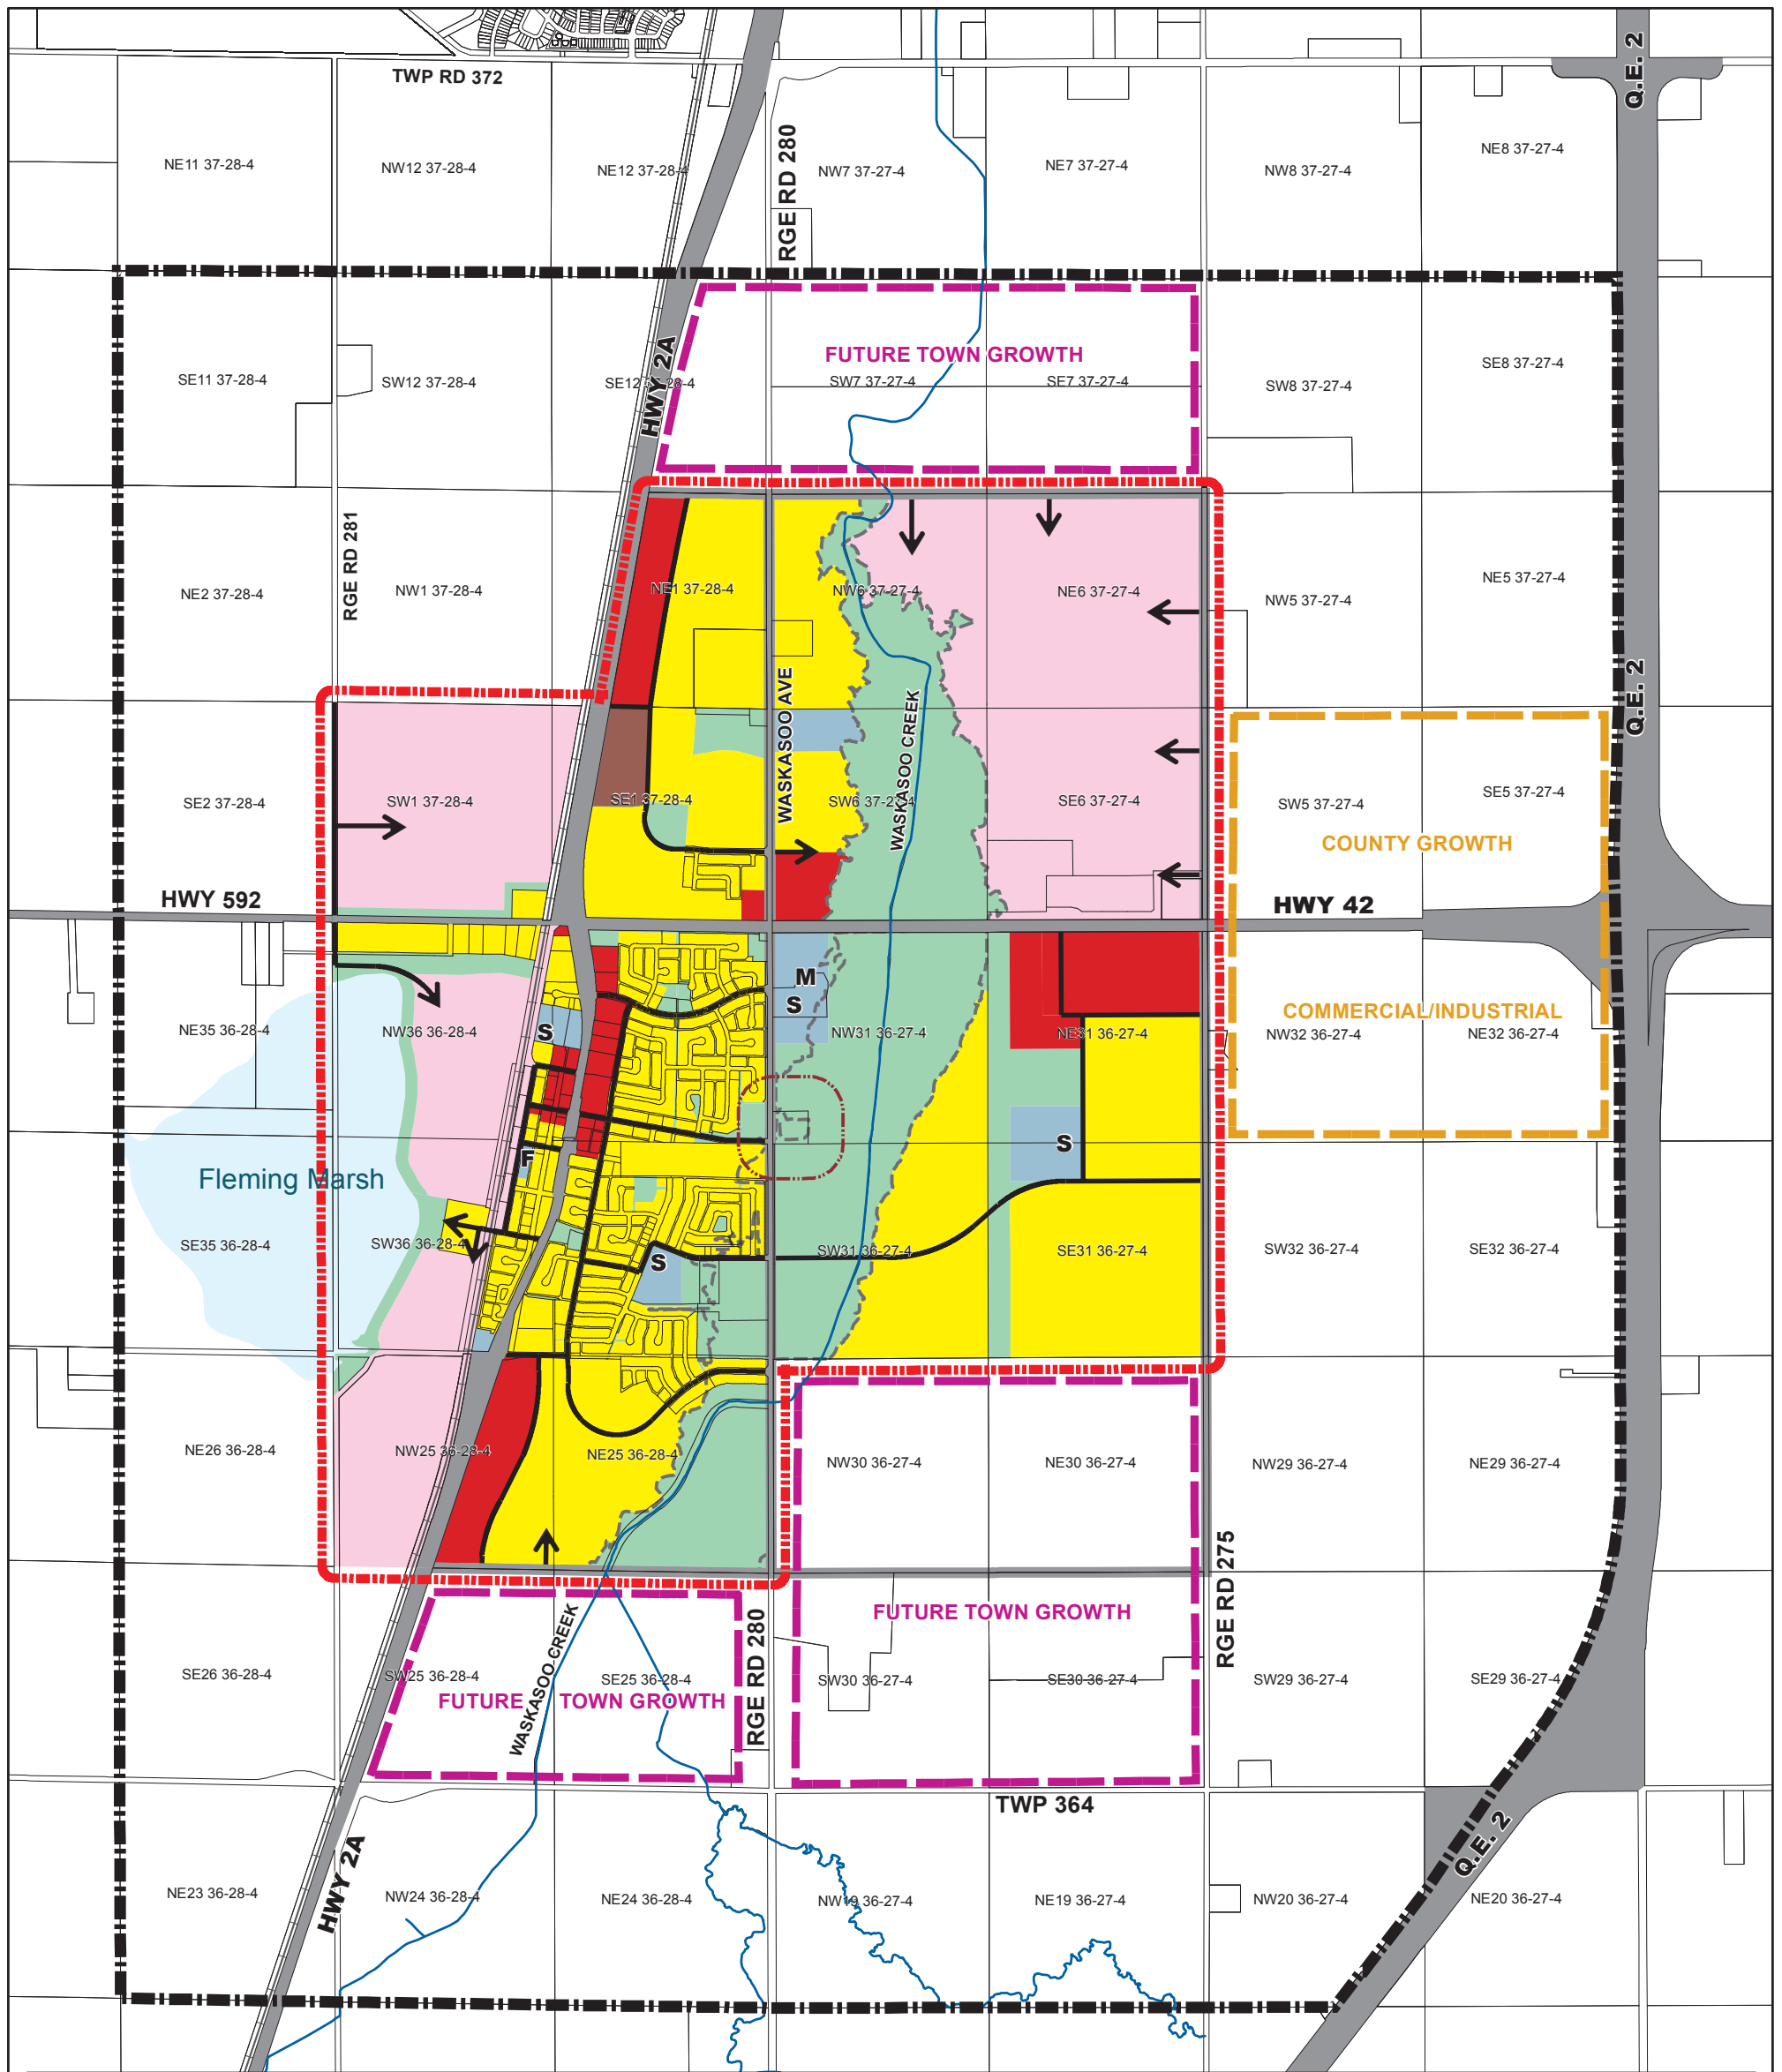 TWP RD 372
Q.E. 2
NE11 37-28-4
NW12 37-28-4
NE12 37-28-4
RGE RD 280
NW7 37-27-4
NE7 37-27-4
NW8 37-27-4
NE8 37-27-4
SE11 37-28-4
SW12 37-28-4
SE12 37-28-4
HWY 2A
FUTURE TOWN GROWTH
SW7 37-27-4
SE7 37-27-4
SW8 37-27-4
SE8 37-27-4
NE2 37-28-4
RGE RD 281
NW1 37-28-4
NE1 37-28-4
NW6 37-27-4
NE6 37-27-4
NW5 37-27-4
NE5 37-27-4
WASKASOO AVE
WASKASOO CREEK
Q.E. 2
SE2 37-28-4
SW1 37-28-4
SE1 37-28-4
SW6 37-27-4
SE6 37-27-4
SW5 37-27-4
SE5 37-27-4
COUNTY GROWTH
HWY 592
HWY 42
M
S
S
COMMERCIAL/INDUSTRIAL
NE35 36-28-4
NW36 36-28-4
NW31 36-27-4
NE31 36-27-4
NW32 36-27-4
NE32 36-27-4
S
F
Fleming Marsh
SE35 36-28-4
SW36 36-28-4
S
SW31 36-27-4
SE31 36-27-4
SW32 36-27-4
SE32 36-27-4
NE26 36-28-4
NW25 36-28-4
NE25 36-28-4
NW30 36-27-4
NE30 36-27-4
NW29 36-27-4
NE29 36-27-4
RGE RD 275
FUTURE TOWN GROWTH
SE26 36-28-4
SW25 36-28-4
WASKASOO CREEK
SE25 36-28-4
RGE RD 280
SW30 36-27-4
SE30 36-27-4
SW29 36-27-4
SE29 36-27-4
FUTURE TOWN GROWTH
TWP 364
Q.E. 2
HWY 2A
NE23 36-28-4
NW24 36-28-4
NE24 36-28-4
NW19 36-27-4
NE19 36-27-4
NW20 36-27-4
NE20 36-27-4